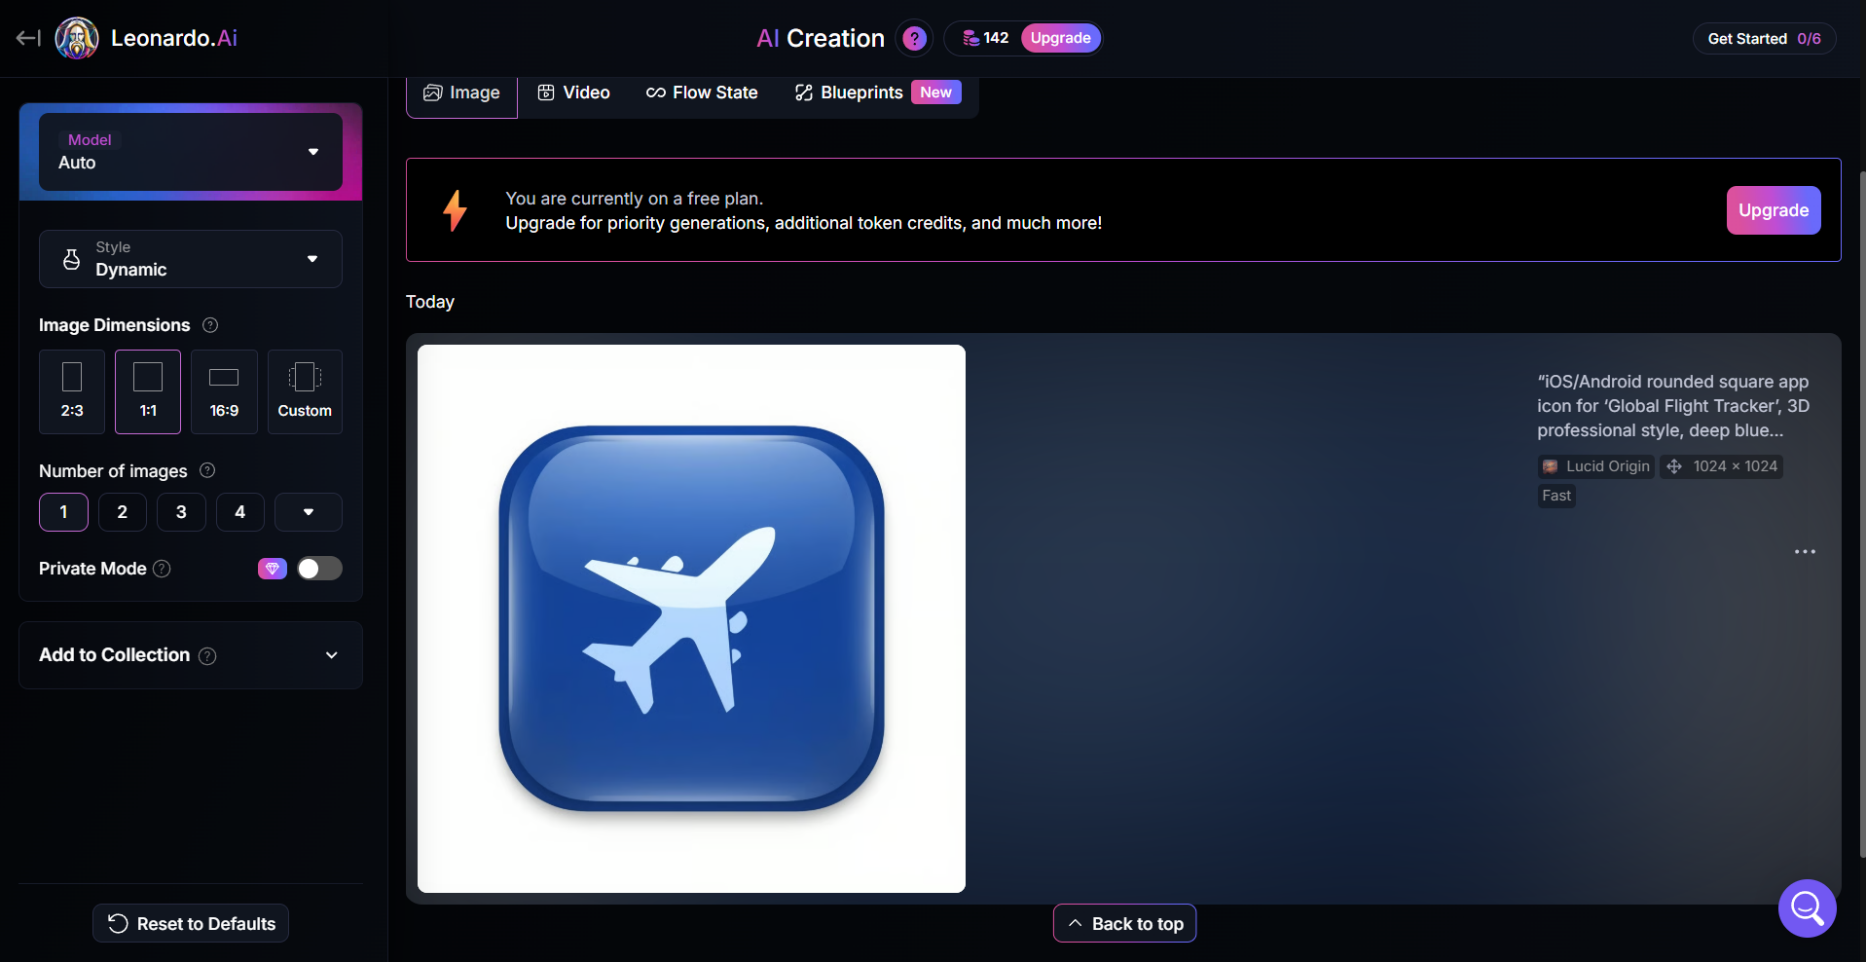 Leonardo.Ai
AI Creation
?
142
Upgrade
Get Started 0/6
Image
Video
Flow State
Blueprints
New
Model
Auto
Style
Dynamic
Image Dimensions ?
2:3
1:1
16:9
Custom
Number of images ?
1
2
3
4
Private Mode ?
Add to Collection ?
Reset to Defaults
You are currently on a free plan.
Upgrade for priority generations, additional token credits, and much more!
Upgrade
Today
“iOS/Android rounded square app
icon for ‘Global Flight Tracker’, 3D
professional style, deep blue...
Lucid Origin
1024 × 1024
Fast
Back to top